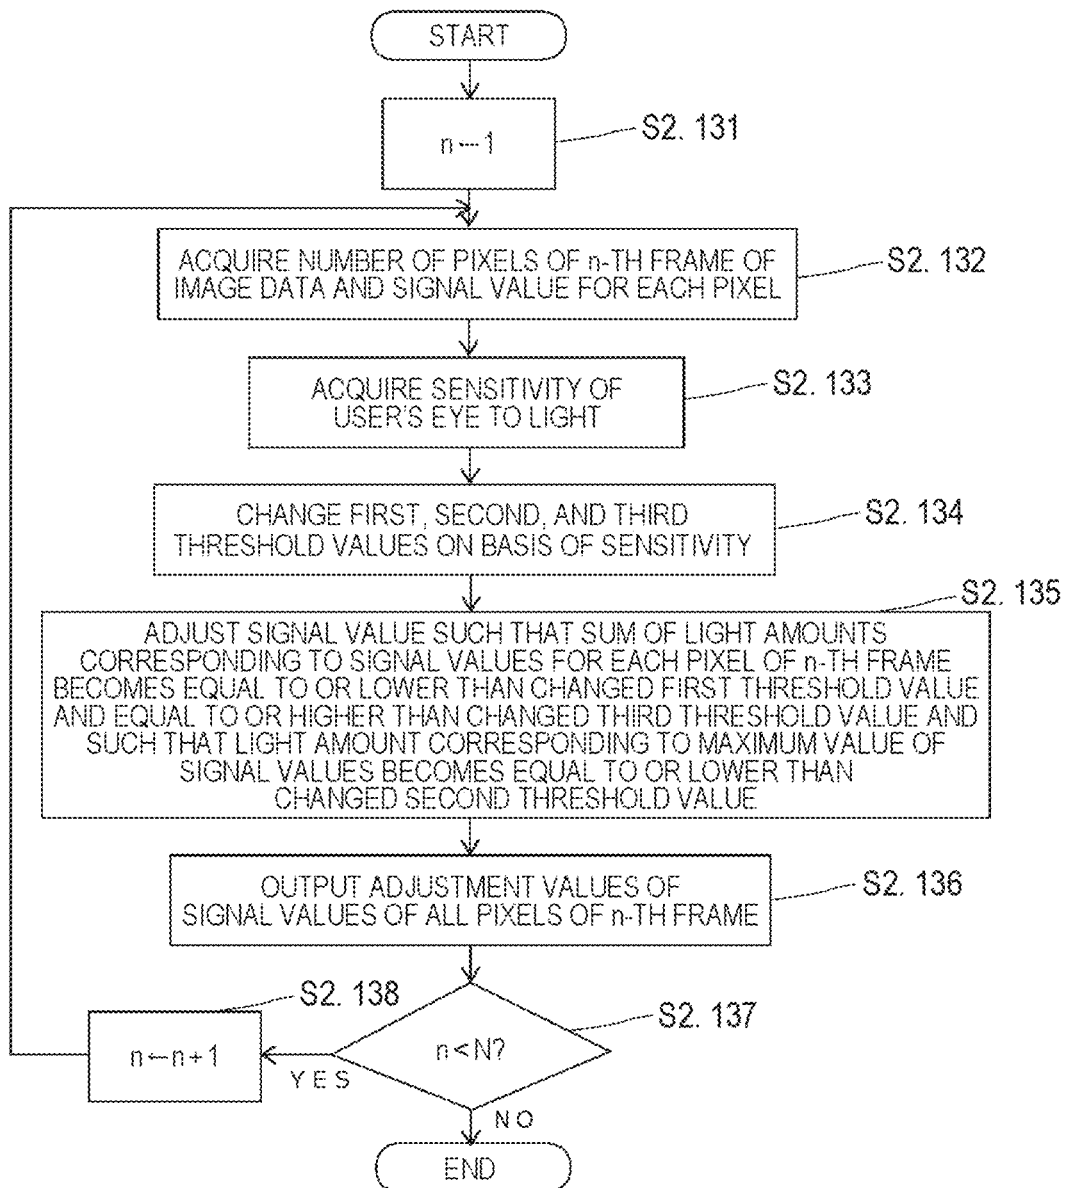 START
n←1
S2. 131
ACQUIRE NUMBER OF PIXELS OF n-TH FRAME OF
IMAGE DATA AND SIGNAL VALUE FOR EACH PIXEL
S2. 132
ACQUIRE SENSITIVITY OF
USER'S EYE TO LIGHT
S2. 133
CHANGE FIRST, SECOND, AND THIRD
THRESHOLD VALUES ON BASIS OF SENSITIVITY
S2. 134
S2. 135
ADJUST SIGNAL VALUE SUCH THAT SUM OF LIGHT AMOUNTS
CORRESPONDING TO SIGNAL VALUES FOR EACH PIXEL OF n-TH FRAME
BECOMES EQUAL TO OR LOWER THAN CHANGED FIRST THRESHOLD VALUE
AND EQUAL TO OR HIGHER THAN CHANGED THIRD THRESHOLD VALUE AND
SUCH THAT LIGHT AMOUNT CORRESPONDING TO MAXIMUM VALUE OF
SIGNAL VALUES BECOMES EQUAL TO OR LOWER THAN
CHANGED SECOND THRESHOLD VALUE
OUTPUT ADJUSTMENT VALUES OF
SIGNAL VALUES OF ALL PIXELS OF n-TH FRAME
S2. 136
S2. 138
n←n+1
YES
n<N?
S2. 137
NO
END